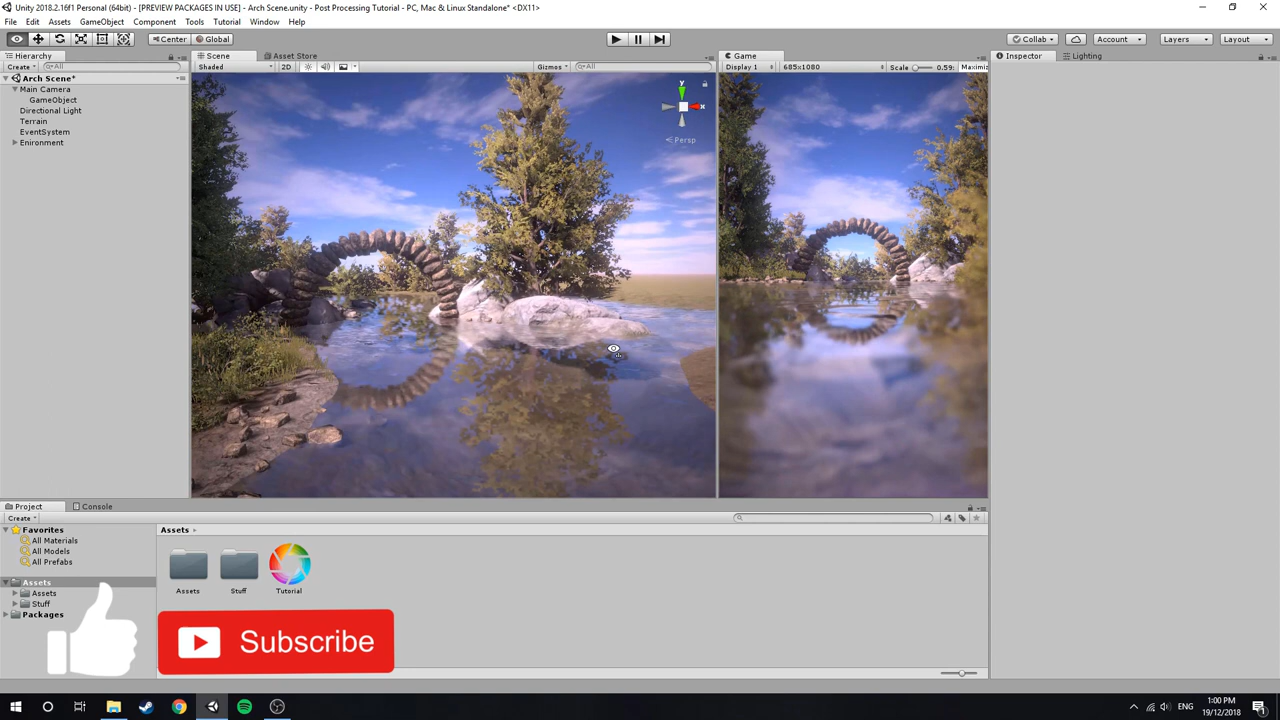 Unity 2018.2.16f1 Personal (64bit) - [PREVIEW PACKAGES IN USE] - Arch Scene.unity - Post Processing Tutorial - PC, Mac & Linux Standalone* <DX11>
File Edit Assets GameObject Component Tools Tutorial Window Help
Center Global Collab Account Layers Layout
Hierarchy Scene Asset Store Game Inspector Lighting
Create All Shaded 2D Gizmos All Display 1 685x1080 Scale 0.59: Maximi
Arch Scene*
Main Camera
GameObject
Directional Light
Terrain
EventSystem
Enironment
y
x
Persp
Project Console
Create
Favorites
All Materials
All Models
All Prefabs
Assets
Assets
Stuff
Packages
Assets
Assets Stuff Tutorial
Subscribe
ENG
1:00 PM
19/12/2018
1